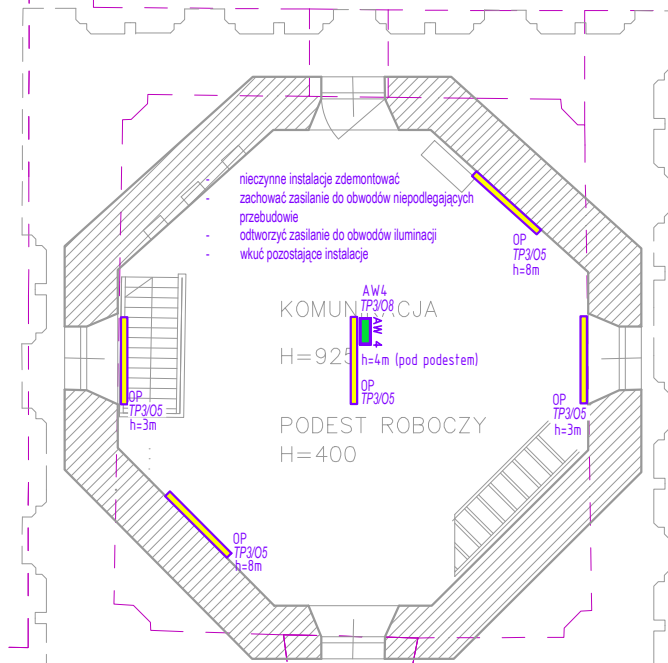 - nieczynne instalacje zdemontować
- zachować zasilanie do obwodów niepodlegających
przebudowie
- odtworzyć zasilanie do obwodów iluminacji
- wkuć pozostające instalacje
OP
TP3/O5
h=8m
AW4
TP3/O8
AW 4
KOMUNIKACJA
H=925
h=4m (pod podestem)
OP
TP3/O5
OP
TP3/O5
h=3m
OP
TP3/O5
h=3m
PODEST ROBOCZY
H=400
OP
TP3/O5
h=8m